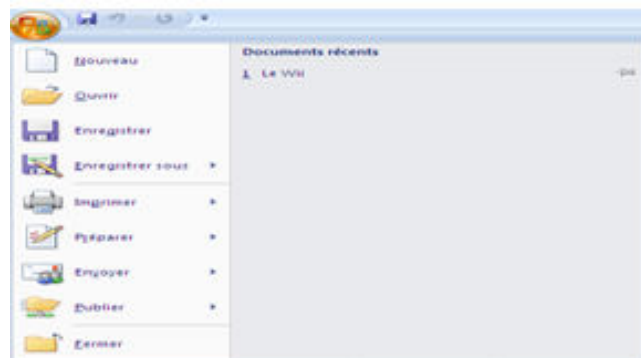 Documents récents
1 Le Wiki
Nouveau
Ouvrir
Enregistrer
Enregistrer sous
Imprimer
Préparer
Envoyer
Publier
Fermer